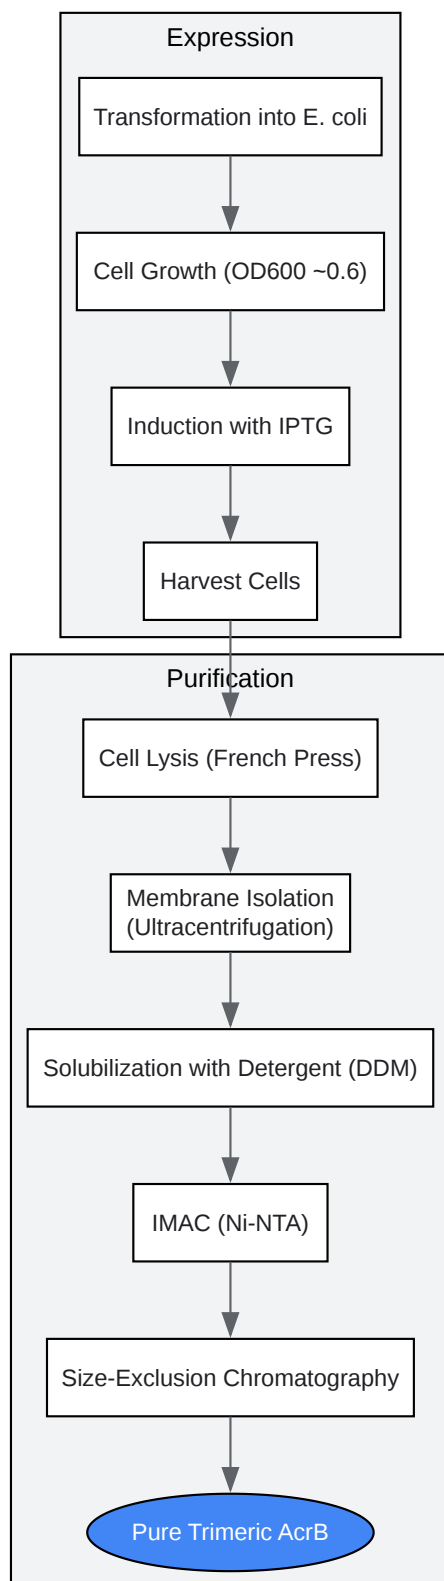 Expression
Transformation into E. coli
Cell Growth (OD600 ~0.6)
Induction with IPTG
Harvest Cells
Purification
Cell Lysis (French Press)
Membrane Isolation
(Ultracentrifugation)
Solubilization with Detergent (DDM)
IMAC (Ni-NTA)
Size-Exclusion Chromatography
Pure Trimeric AcrB